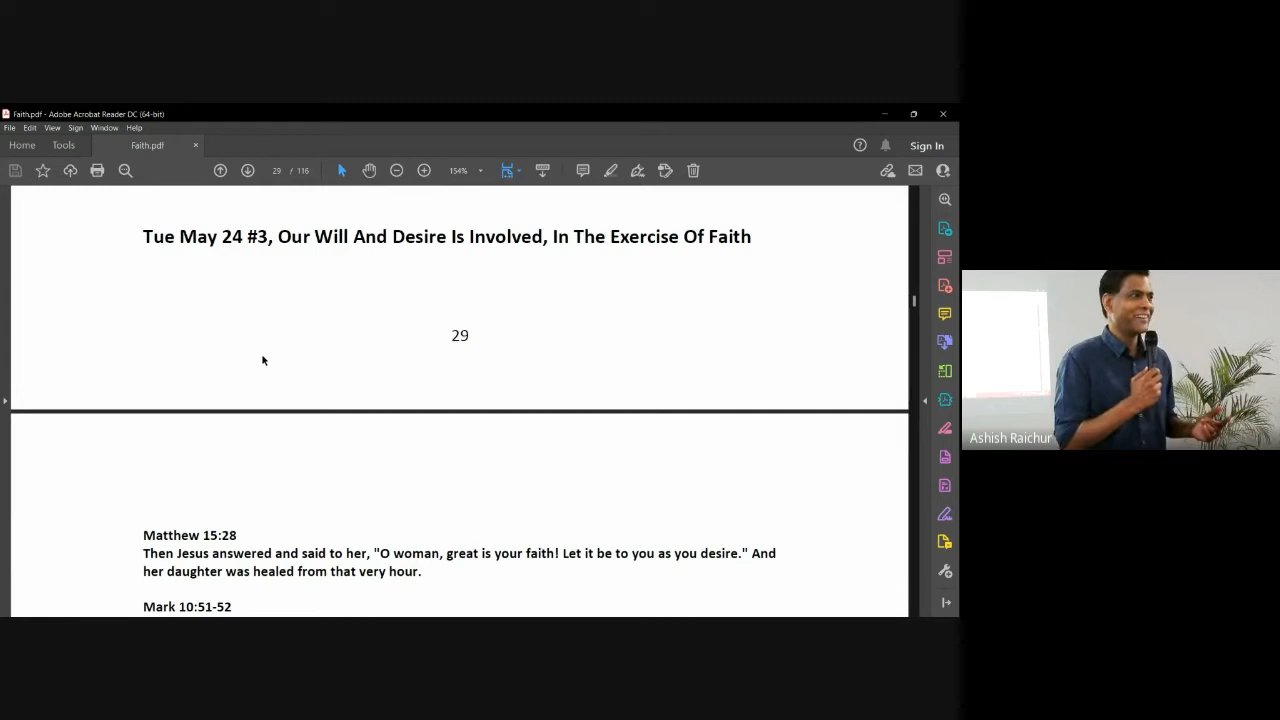 Faith.pdf - Adobe Acrobat Reader DC (64-bit)
File Edit View Sign Window Help
Home Tools Faith.pdf × Sign In
29 / 116 154%
Tue May 24 #3, Our Will And Desire Is Involved, In The Exercise Of Faith
29
Ashish Raichur
Matthew 15:28
Then Jesus answered and said to her, "O woman, great is your faith! Let it be to you as you desire." And
her daughter was healed from that very hour.
Mark 10:51-52